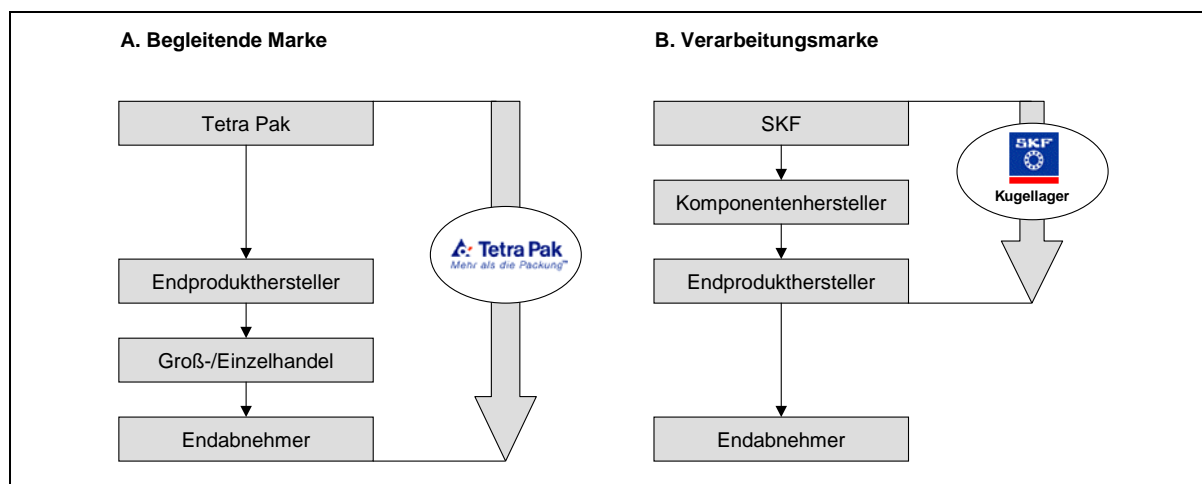 A. Begleitende Marke
Tetra Pak
Endprodukthersteller
Groß-/Einzelhandel
Endabnehmer
Tetra Pak
Mehr als die Packung™
B. Verarbeitungsmarke
SKF
Komponentenhersteller
Endprodukthersteller
Endabnehmer
SKF
Kugellager